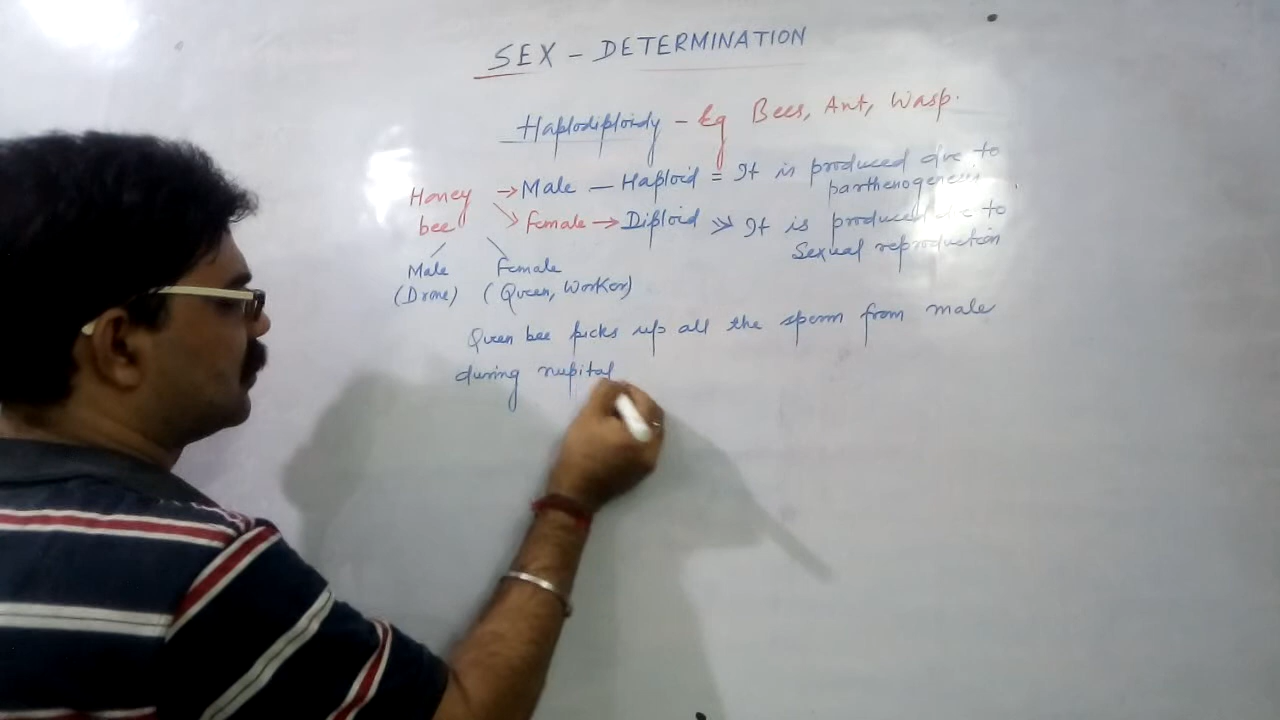 SEX - DETERMINATION
Haplodiploidy - Eg Bees, Ant, Wasp.
Honey bee → Male - Haploid = It is produced due to parthenogenesis
→ Female → Diploid ⇒ It is produced due to Sexual reproduction
Male (Drone)
Female (Queen, Worker)
Queen bee picks up all the sperm from male
during nupital